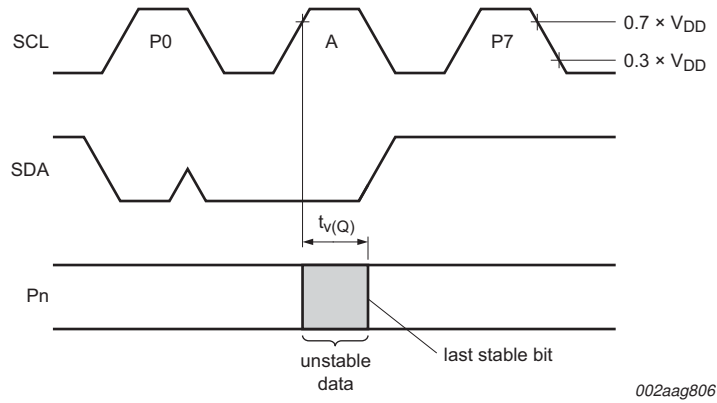 SCL
P0
A
P7
0.7 × VDD
0.3 × VDD
SDA
tv(Q)
Pn
unstable
data
last stable bit
002aag806